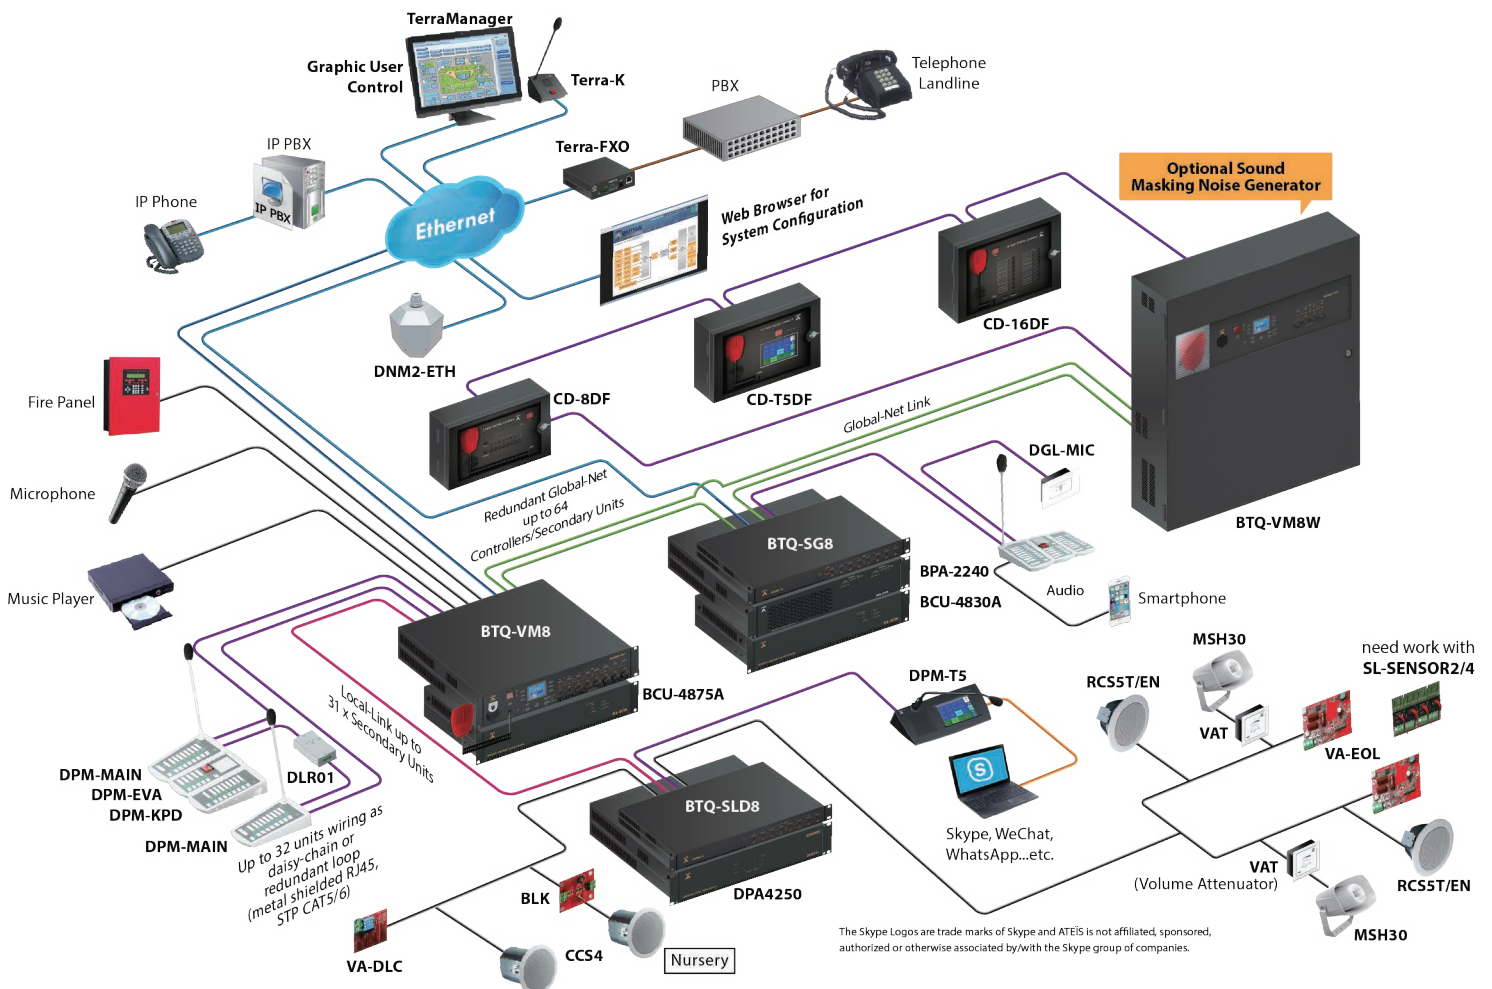 TerraManager
Graphic User
Control
Terra-K
Telephone
Landline
PBX
IP PBX
IP PBX
Terra-FXO
IP Phone
Ethernet
Web Browser for
System Configuration
Optional Sound
Masking Noise Generator
DNM2-ETH
CD-16DF
CD-T5DF
CD-8DF
Fire Panel
Global-Net Link
Microphone
DGL-MIC
Redundant Global-Net
up to 64
Controllers/Secondary Units
BTQ-VM8W
BTQ-SG8
BPA-2240
BCU-4830A
Audio
Smartphone
Music Player
BTQ-VM8
BCU-4875A
MSH30
need work with
SL-SENSOR2/4
DPM-T5
RCS5T/EN
VAT
VA-EOL
Local-Link up to
31 x Secondary
Units
DPM-MAIN
DPM-EVA
DPM-KPD
DLR01
DPM-MAIN
BTQ-SLD8
Up to 32 units wiring as
daisy-chain or
redundant loop
(metal shielded RJ45,
STP CAT5/6)
Skype, WeChat,
WhatsApp...etc.
VAT
(Volume Attenuator)
RCS5T/EN
BLK
DPA4250
MSH30
VA-DLC
CCS4
Nursery
The Skype Logos are trade marks of Skype and ATEÏS is not affiliated, sponsored,
authorized or otherwise associated by/with the Skype group of companies.